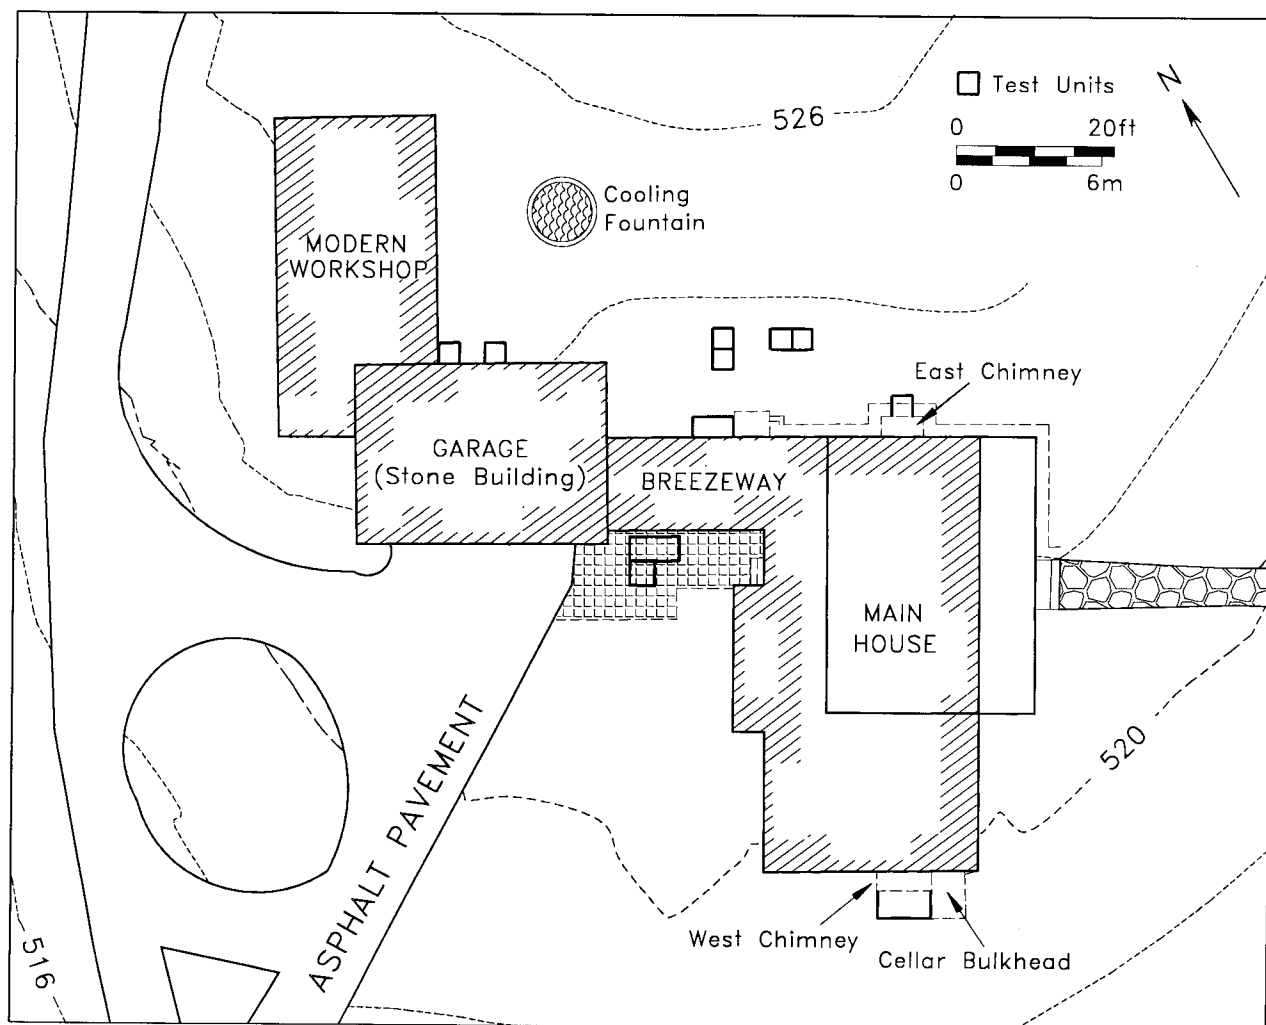 N
Test Units
0 20ft
0 6m
526
Cooling
Fountain
MODERN
WORKSHOP
East Chimney
GARAGE
(Stone Building)
BREEZEWAY
MAIN
HOUSE
520
ASPHALT PAVEMENT
West Chimney
Cellar Bulkhead
516